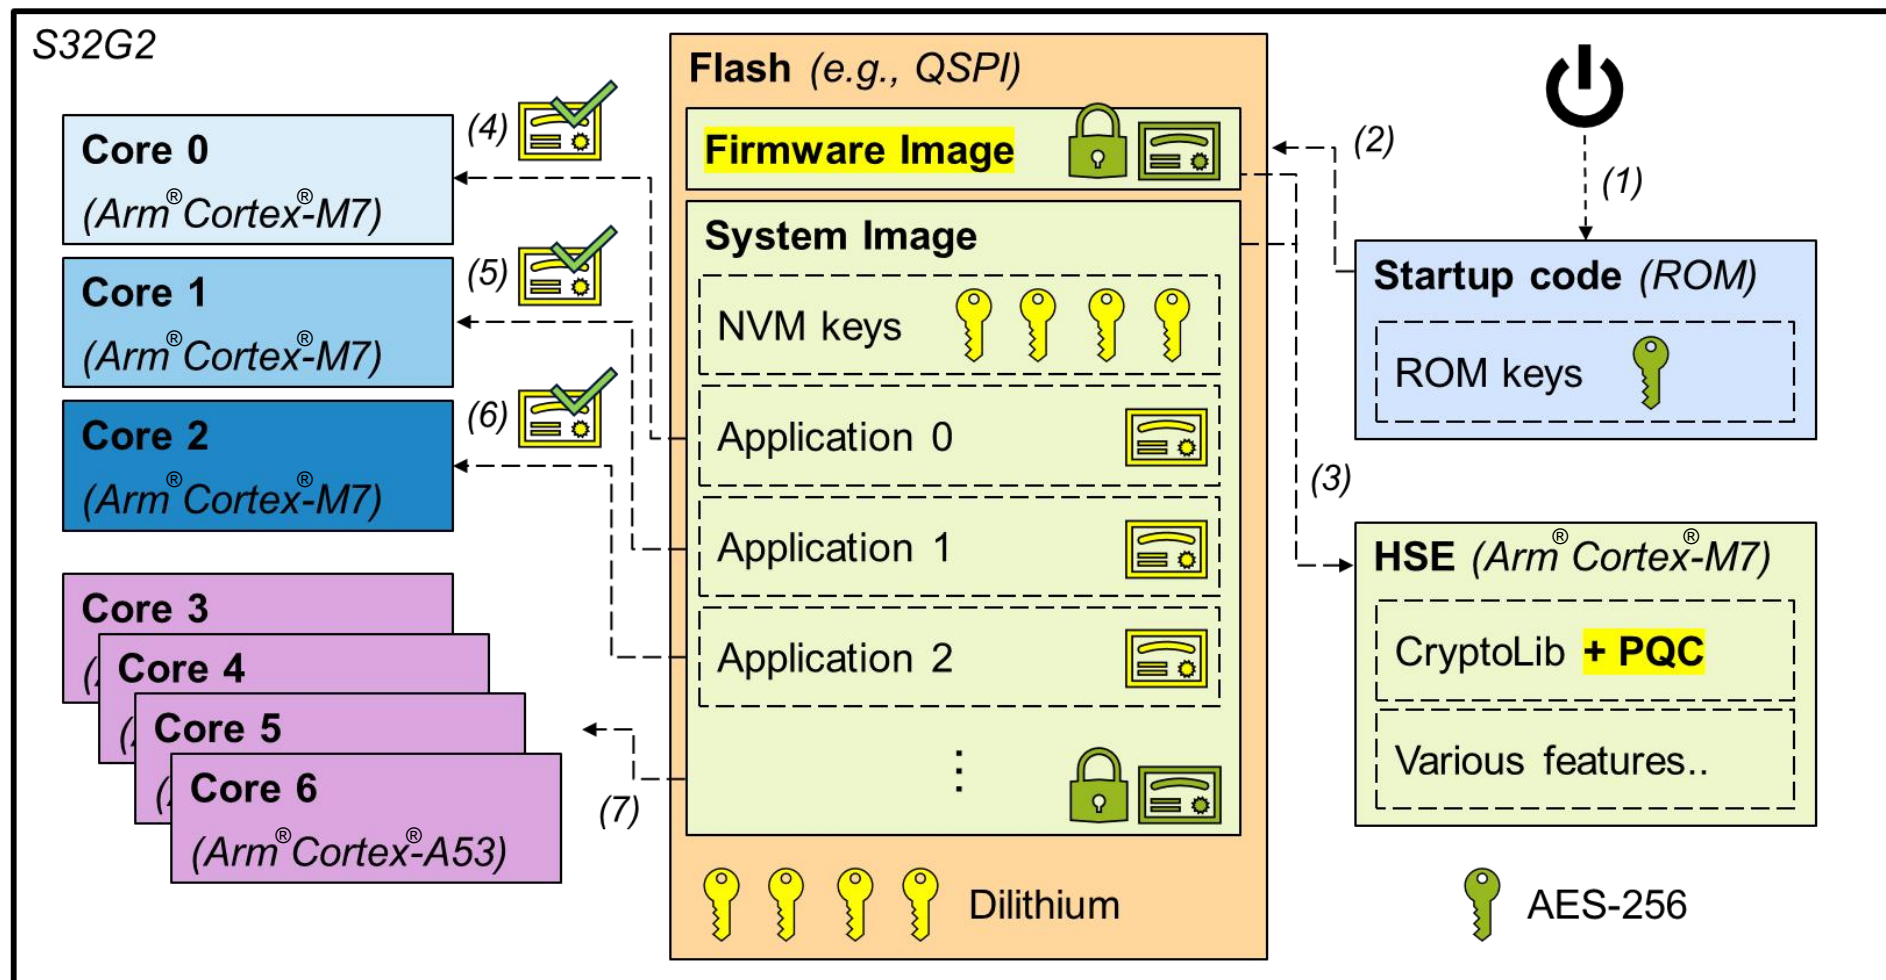 S32G2
Core 0
(Arm® Cortex®-M7)
(4)
Core 1
(Arm® Cortex®-M7)
(5)
Core 2
(Arm® Cortex®-M7)
(6)
Core 3
Core 4
Core 5
Core 6
(Arm® Cortex®-A53)
(7)
Flash (e.g., QSPI)
Firmware Image
System Image
NVM keys
Application 0
Application 1
Application 2
⋮
Dilithium
(1)
(2)
Startup code (ROM)
ROM keys
(3)
HSE (Arm® Cortex®-M7)
CryptoLib + PQC
Various features..
AES-256